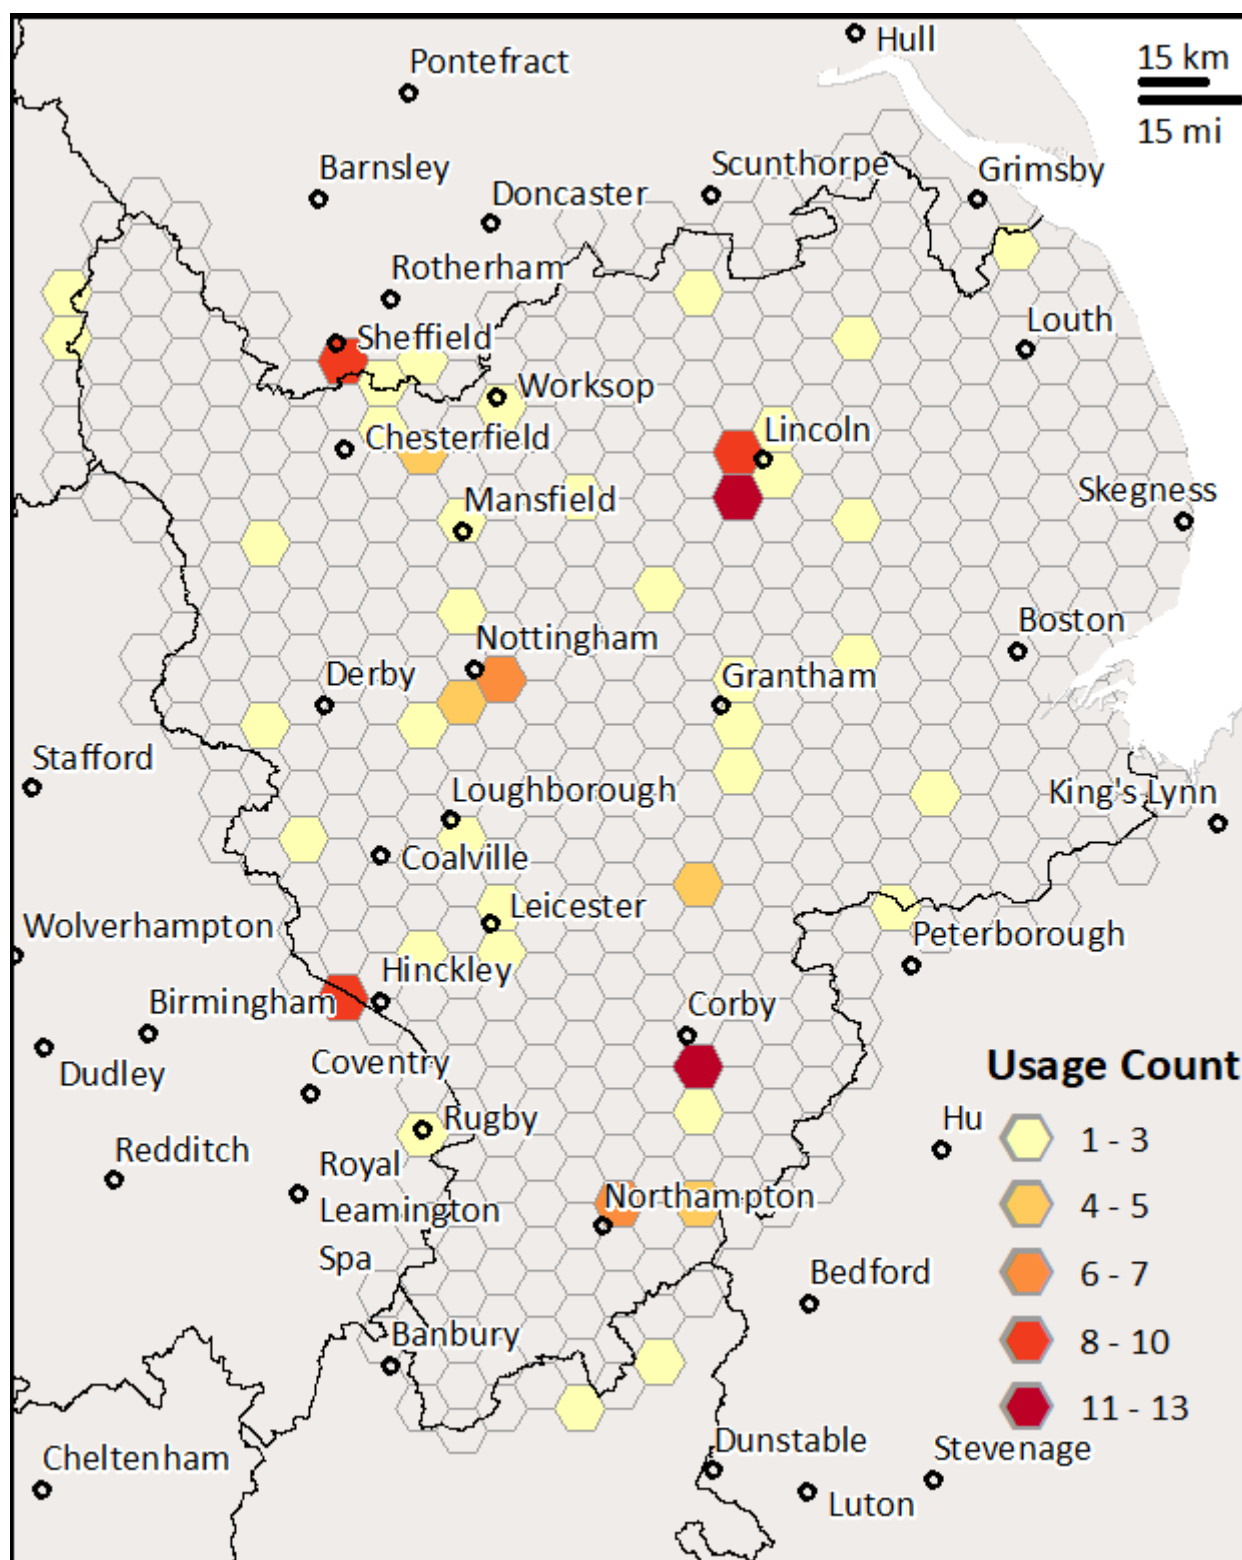 Hull
15 km
15 mi
Pontefract
Barnsley
Scunthorpe
Grimsby
Doncaster
Rotherham
Louth
Sheffield
Worksop
Lincoln
Chesterfield
Skegness
Mansfield
Boston
Nottingham
Derby
Grantham
Stafford
Loughborough
King's Lynn
Coalville
Leicester
Wolverhampton
Peterborough
Hinckley
Birmingham
Corby
Dudley
Coventry
Usage Count
Rugby
Hu
1 - 3
Redditch
Royal
Leamington
Spa
Northampton
4 - 5
Bedford
6 - 7
Banbury
8 - 10
11 - 13
Dunstable
Stevenage
Cheltenham
Luton